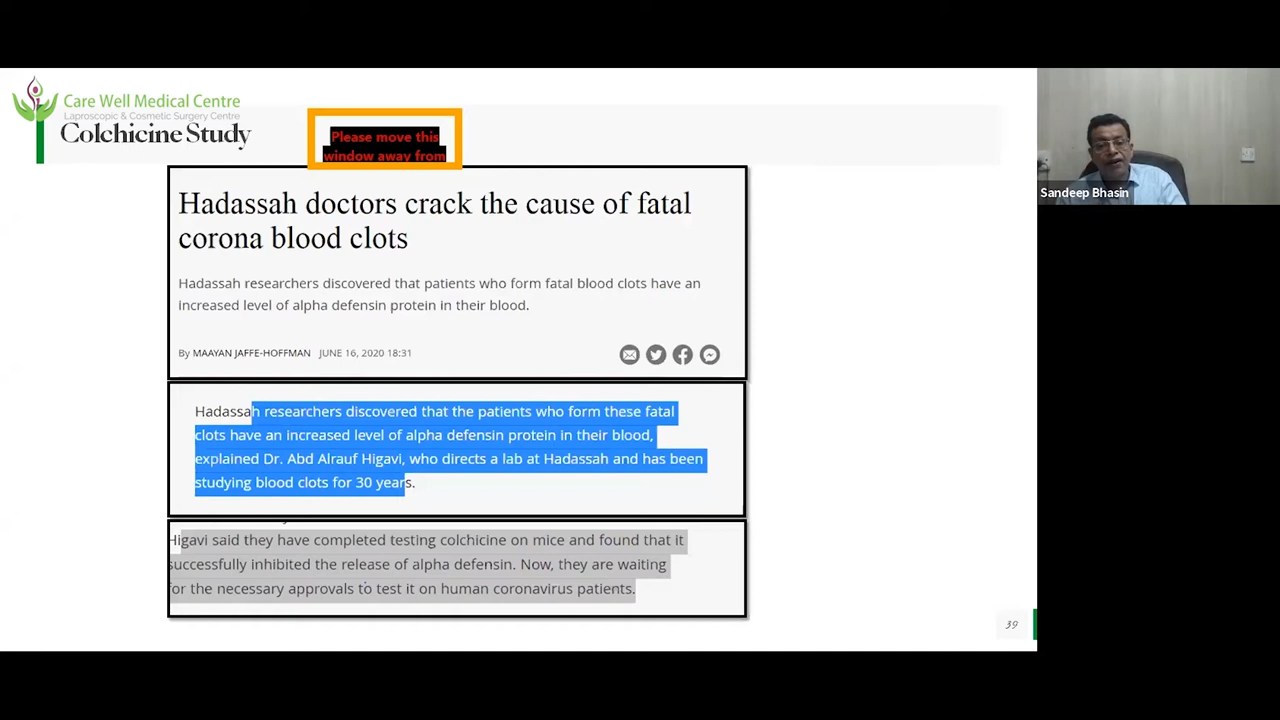 Care Well Medical Centre
Laproscopic & Cosmetic Surgery Centre
Colchicine Study
Please move this
window away from
Hadassah doctors crack the cause of fatal
corona blood clots
Hadassah researchers discovered that patients who form fatal blood clots have an
increased level of alpha defensin protein in their blood.
By MAAYAN JAFFE-HOFFMAN JUNE 16, 2020 18:31
Hadassah researchers discovered that the patients who form these fatal
clots have an increased level of alpha defensin protein in their blood,
explained Dr. Abd Alrauf Higavi, who directs a lab at Hadassah and has been
studying blood clots for 30 years.
Higavi said they have completed testing colchicine on mice and found that it
successfully inhibited the release of alpha defensin. Now, they are waiting
for the necessary approvals to test it on human coronavirus patients.
39
Sandeep Bhasin